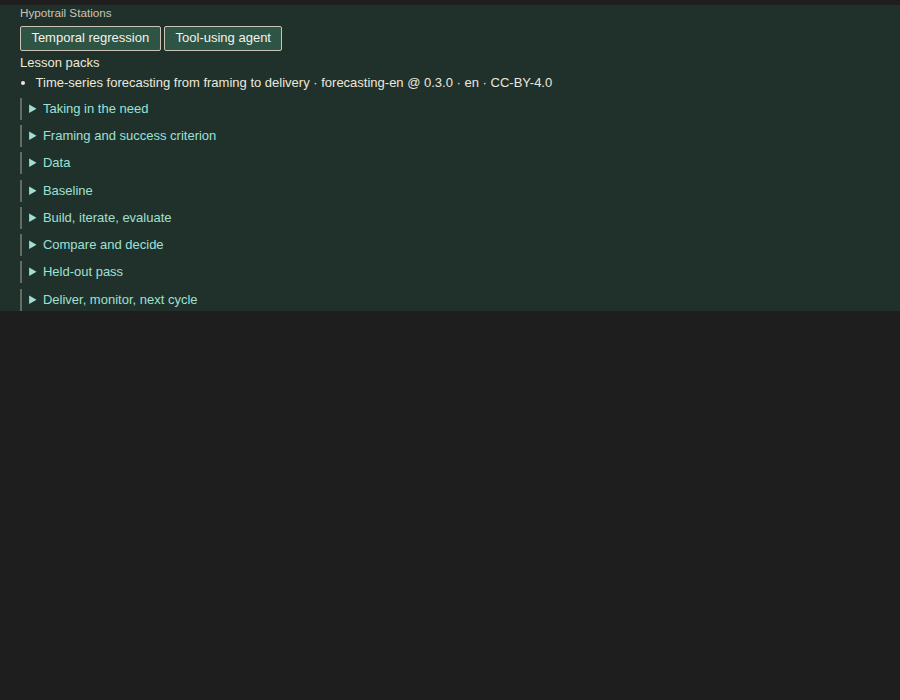 Hypotrail Stations
Temporal regression Tool-using agent
Lesson packs
Time-series forecasting from framing to delivery · forecasting-en @ 0.3.0 · en · CC-BY-4.0
Taking in the need
Framing and success criterion
Data
Baseline
Build, iterate, evaluate
Compare and decide
Held-out pass
Deliver, monitor, next cycle